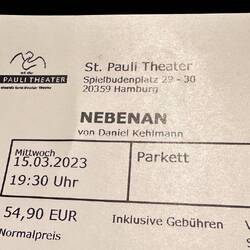 St. Pauli Theater
Spielbudenplatz 29 - 30
20359 Hamburg
PAULI THEATER
NEBENAN
von Daniel Kehlmann
Mittwoch
15.03.2023
19:30 Uhr
Parkett
54,90 EUR
Inklusive Gebühren
Normalpreis